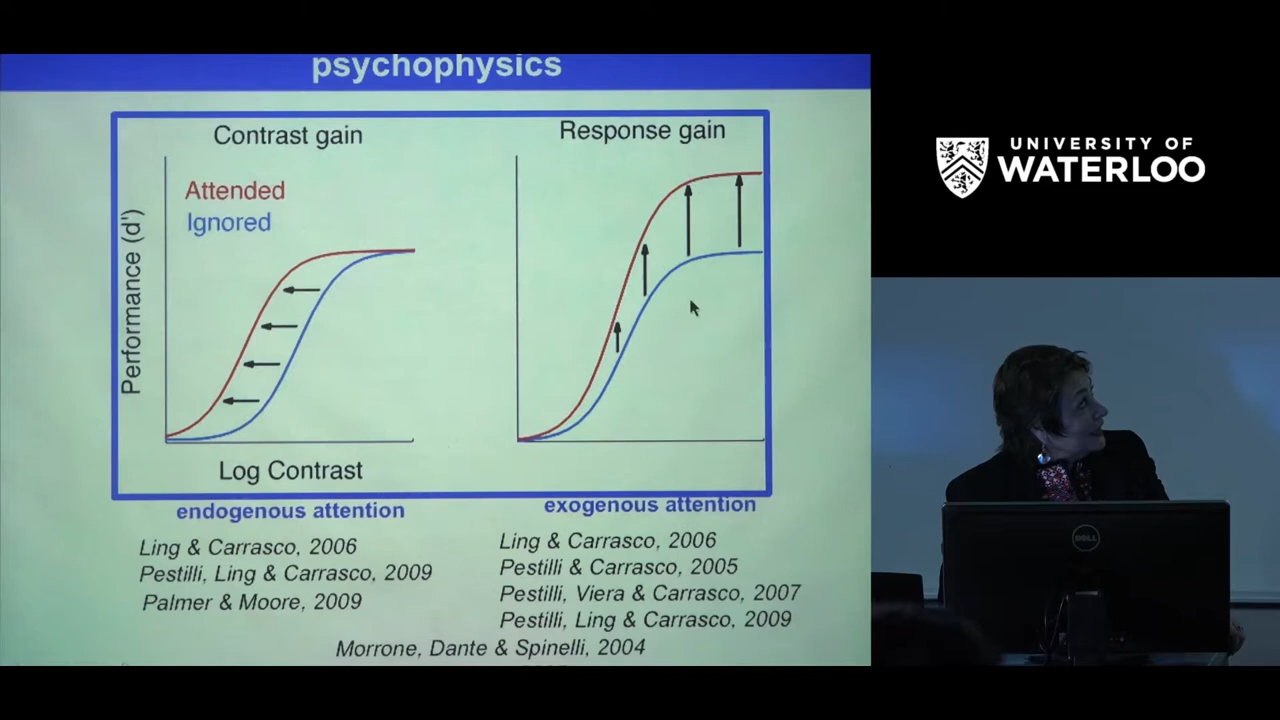 psychophysics
Contrast gain
Response gain
Attended
Ignored
Performance (d')
Log Contrast
endogenous attention
exogenous attention
Ling & Carrasco, 2006
Pestilli, Ling & Carrasco, 2009
Palmer & Moore, 2009
Ling & Carrasco, 2006
Pestilli & Carrasco, 2005
Pestilli, Viera & Carrasco, 2007
Pestilli, Ling & Carrasco, 2009
Morrone, Dante & Spinelli, 2004
UNIVERSITY OF
WATERLOO
DELL